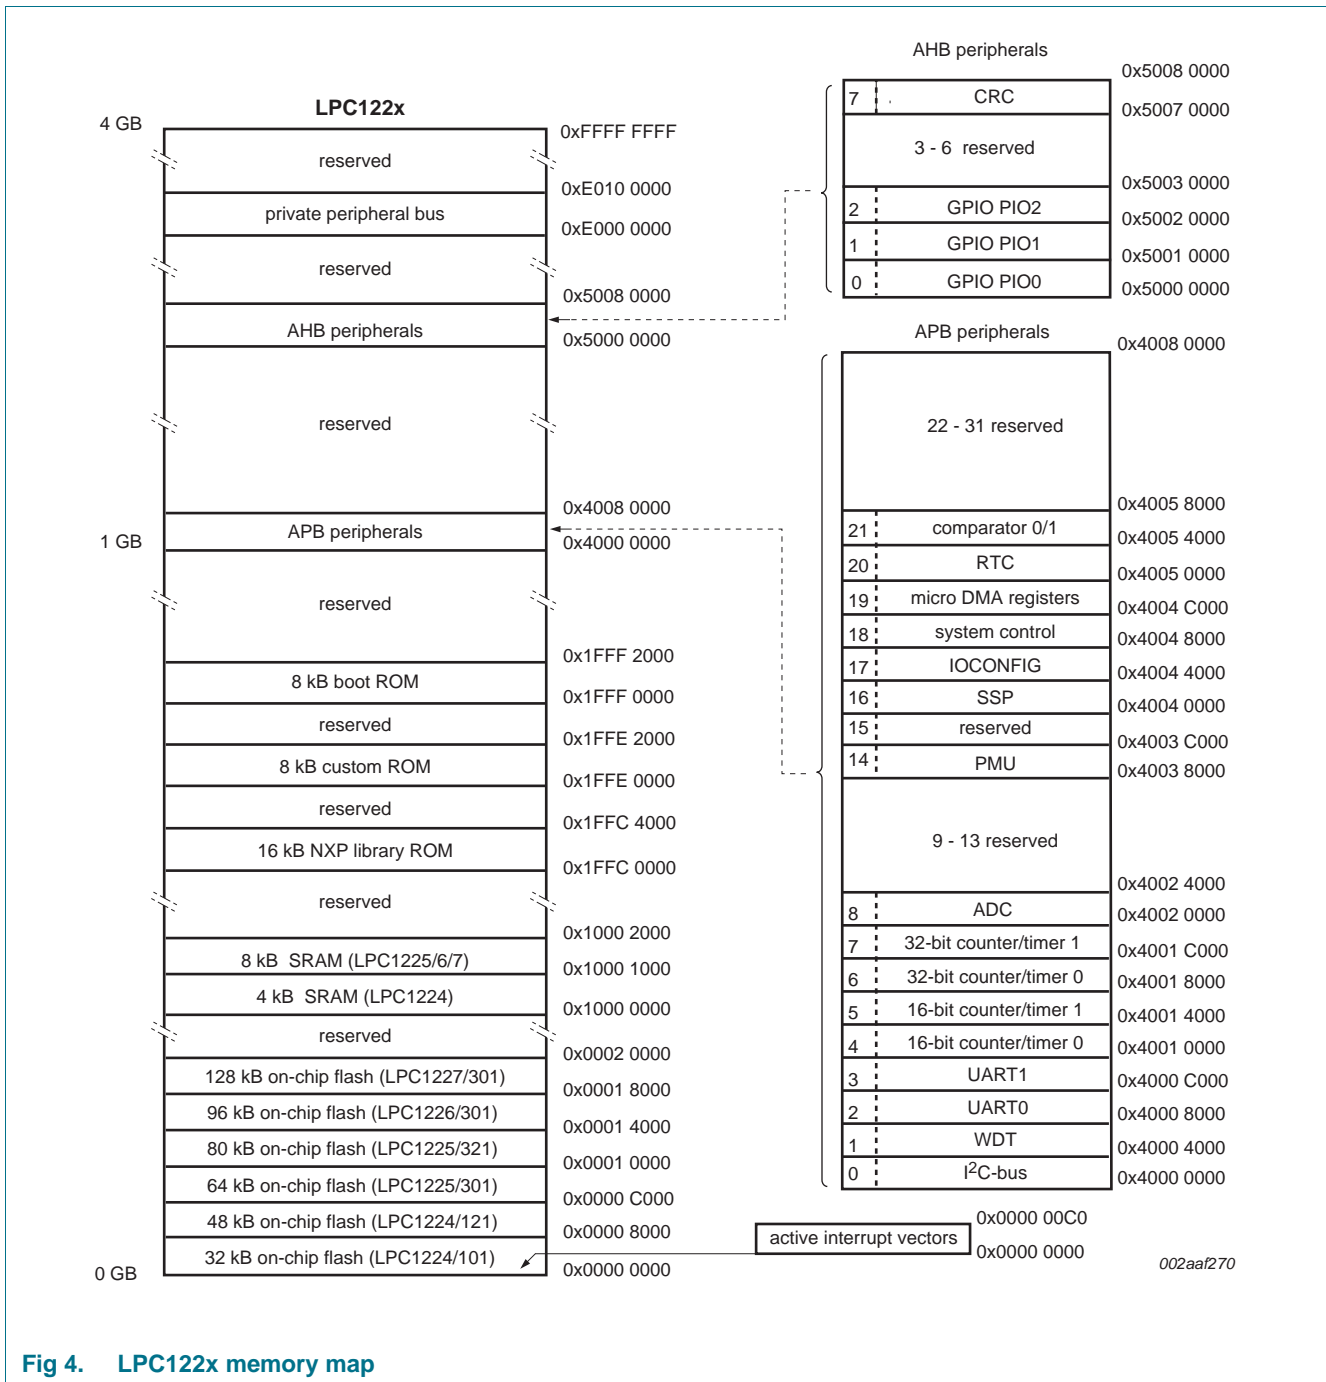 LPC122x
4 GB
0xFFFF FFFF
reserved
0xE010 0000
private peripheral bus
0xE000 0000
reserved
0x5008 0000
AHB peripherals
0x5000 0000
reserved
0x4008 0000
APB peripherals
1 GB
0x4000 0000
reserved
0x1FFF 2000
8 kB boot ROM
0x1FFF 0000
reserved
0x1FFE 2000
8 kB custom ROM
0x1FFE 0000
reserved
0x1FFC 4000
16 kB NXP library ROM
0x1FFC 0000
reserved
0x1000 2000
8 kB SRAM (LPC1225/6/7)
0x1000 1000
4 kB SRAM (LPC1224)
0x1000 0000
reserved
0x0002 0000
128 kB on-chip flash (LPC1227/301)
0x0001 8000
96 kB on-chip flash (LPC1226/301)
0x0001 4000
80 kB on-chip flash (LPC1225/321)
0x0001 0000
64 kB on-chip flash (LPC1225/301)
0x0000 C000
48 kB on-chip flash (LPC1224/121)
0x0000 8000
32 kB on-chip flash (LPC1224/101)
0 GB
0x0000 0000
AHB peripherals
0x5008 0000
7 CRC
0x5007 0000
3 - 6 reserved
0x5003 0000
2 GPIO PIO2
0x5002 0000
1 GPIO PIO1
0x5001 0000
0 GPIO PIO0
0x5000 0000
APB peripherals
0x4008 0000
22 - 31 reserved
0x4005 8000
21 comparator 0/1
0x4005 4000
20 RTC
0x4005 0000
19 micro DMA registers
0x4004 C000
18 system control
0x4004 8000
17 IOCONFIG
0x4004 4000
16 SSP
0x4004 0000
15 reserved
0x4003 C000
14 PMU
0x4003 8000
9 - 13 reserved
0x4002 4000
8 ADC
0x4002 0000
7 32-bit counter/timer 1
0x4001 C000
6 32-bit counter/timer 0
0x4001 8000
5 16-bit counter/timer 1
0x4001 4000
4 16-bit counter/timer 0
0x4001 0000
3 UART1
0x4000 C000
2 UART0
0x4000 8000
1 WDT
0x4000 4000
0 I2C-bus
0x4000 0000
0x0000 00C0
active interrupt vectors
0x0000 0000
002aaf270
Fig 4. LPC122x memory map